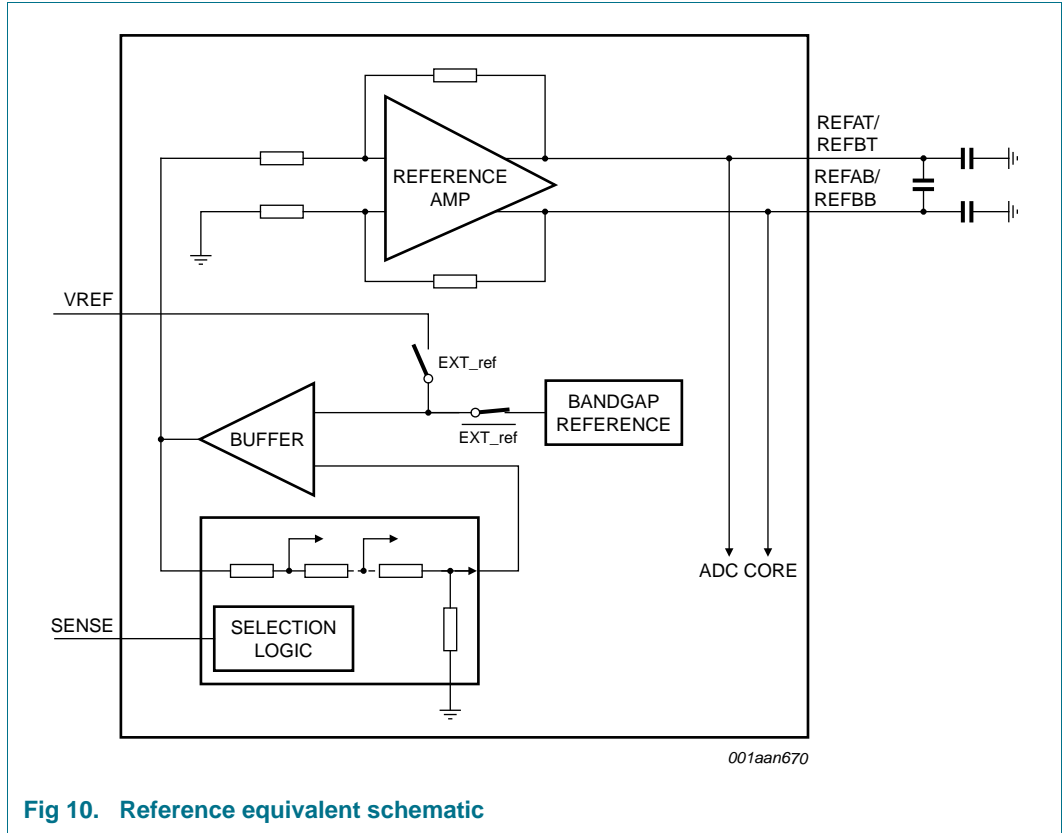 REFAT/
REFBT
REFERENCE
AMP
REFAB/
REFBB
VREF
EXT_ref
BANDGAP
REFERENCE
BUFFER
EXT_ref
ADC CORE
SENSE
SELECTION
LOGIC
001aan670
Fig 10. Reference equivalent schematic